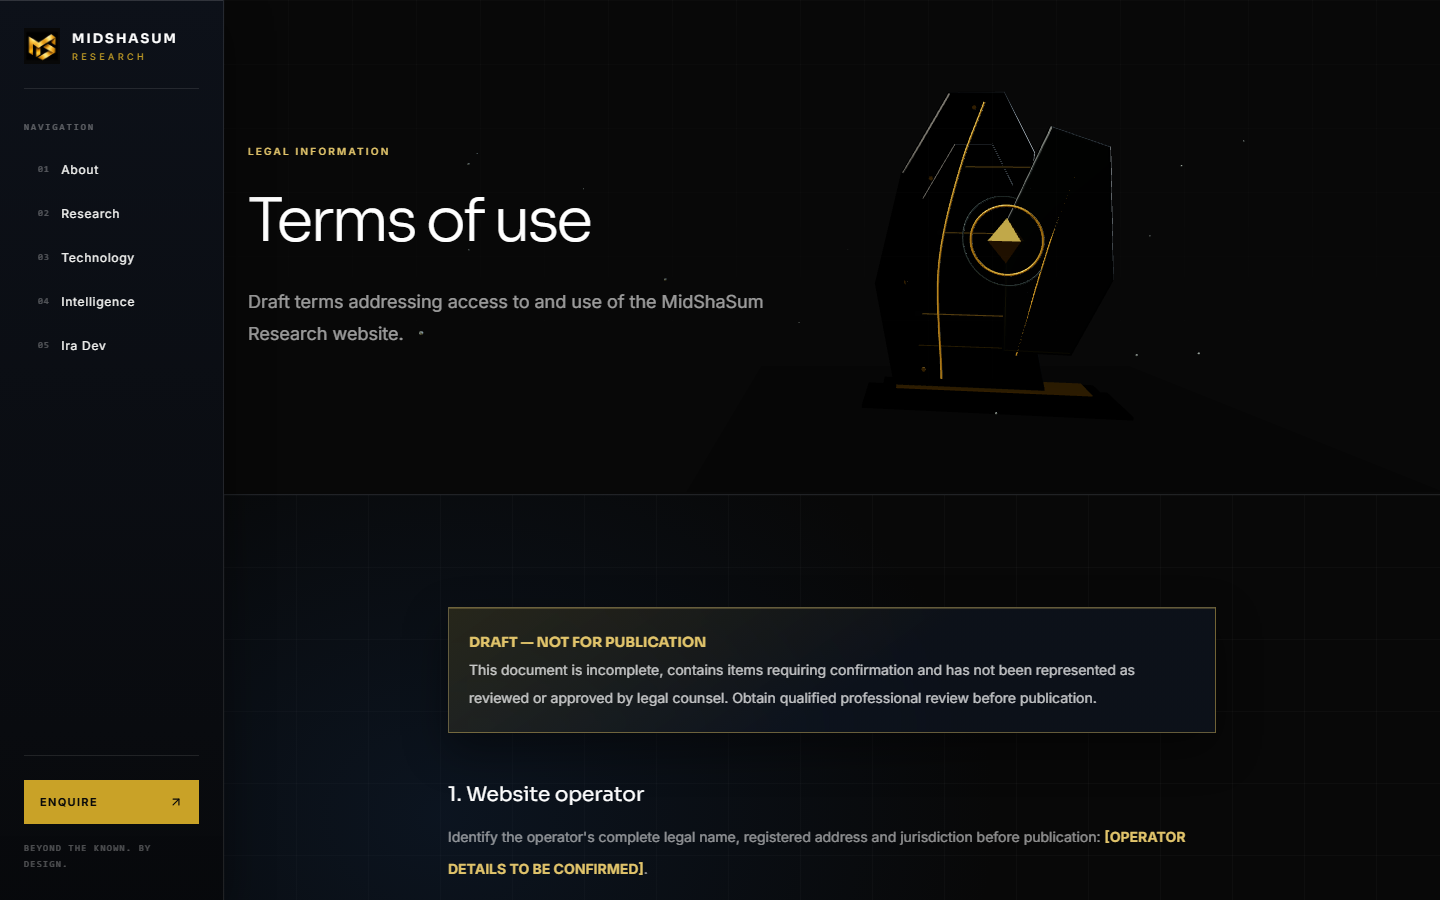 MIDSHASUM
RESEARCH
NAVIGATION
01 About
02 Research
03 Technology
04 Intelligence
05 Ira Dev
ENQUIRE
BEYOND THE KNOWN. BY
DESIGN.
LEGAL INFORMATION
Terms of use
Draft terms addressing access to and use of the MidShaSum
Research website.
DRAFT — NOT FOR PUBLICATION
This document is incomplete, contains items requiring confirmation and has not been represented as
reviewed or approved by legal counsel. Obtain qualified professional review before publication.
1. Website operator
Identify the operator's complete legal name, registered address and jurisdiction before publication: [OPERATOR
DETAILS TO BE CONFIRMED].